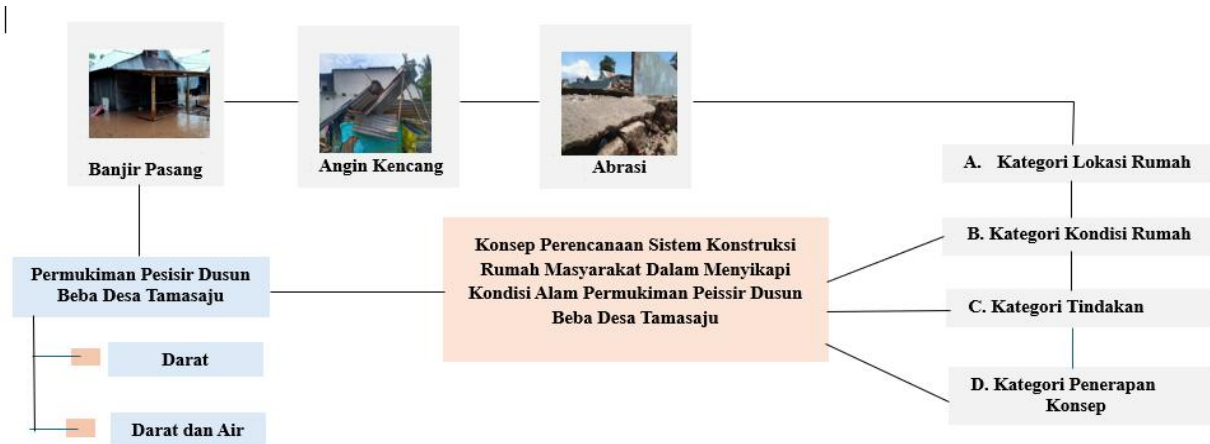 Banjir Pasang
Angin Kencang
Abrasi
A. Kategori Lokasi Rumah
B. Kategori Kondisi Rumah
C. Kategori Tindakan
D. Kategori Penerapan
Konsep
Konsep Perencanaan Sistem Konstruksi
Rumah Masyarakat Dalam Menyikapi
Kondisi Alam Permukiman Peissir Dusun
Beba Desa Tamasaju
Permukiman Pesisir Dusun
Beba Desa Tamasaju
Darat
Darat dan Air